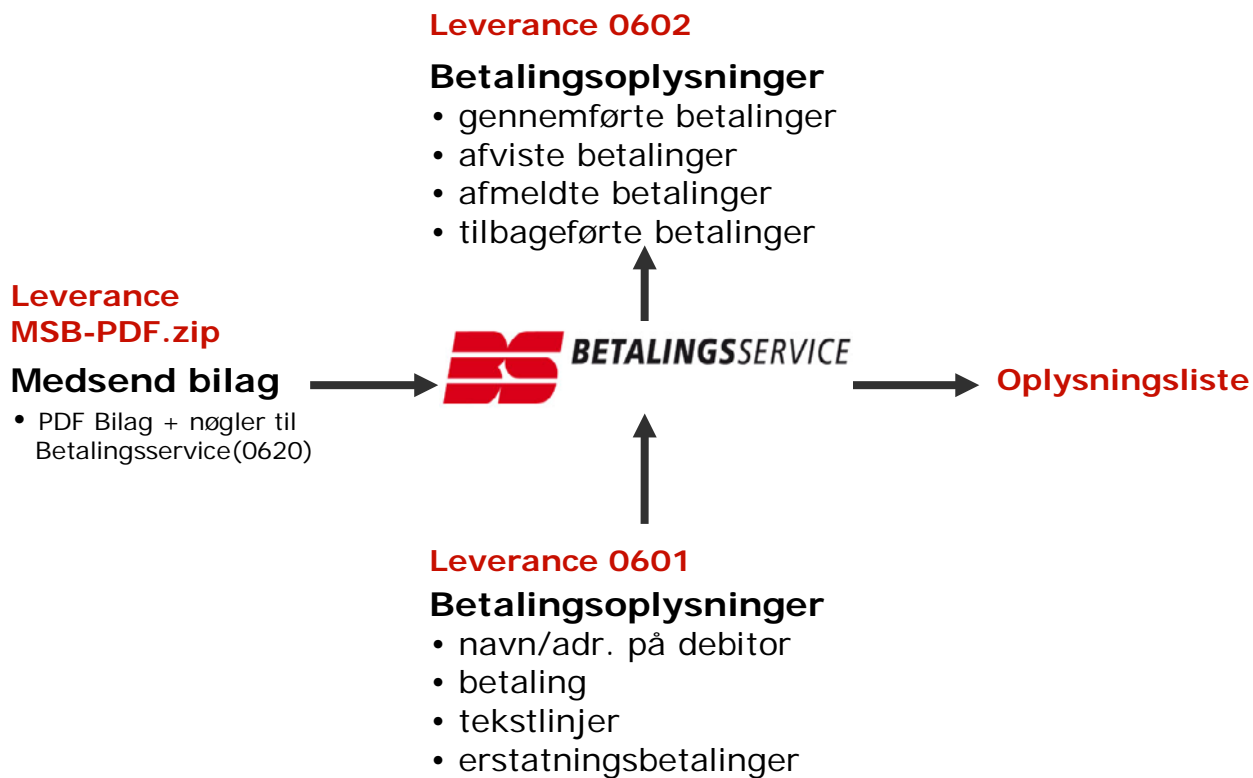 Leverance 0602
Betalingsoplysninger
• gennemførte betalinger
• afviste betalinger
• afmeldte betalinger
• tilbageførte betalinger
Leverance
MSB-PDF.zip
Medsend bilag
• PDF Bilag + nøgler til
Betalingsservice(0620)
BS BETALINGSSERVICE
Oplysningsliste
Leverance 0601
Betalingsoplysninger
• navn/adr. på debitor
• betaling
• tekstlinjer
• erstatningsbetalinger